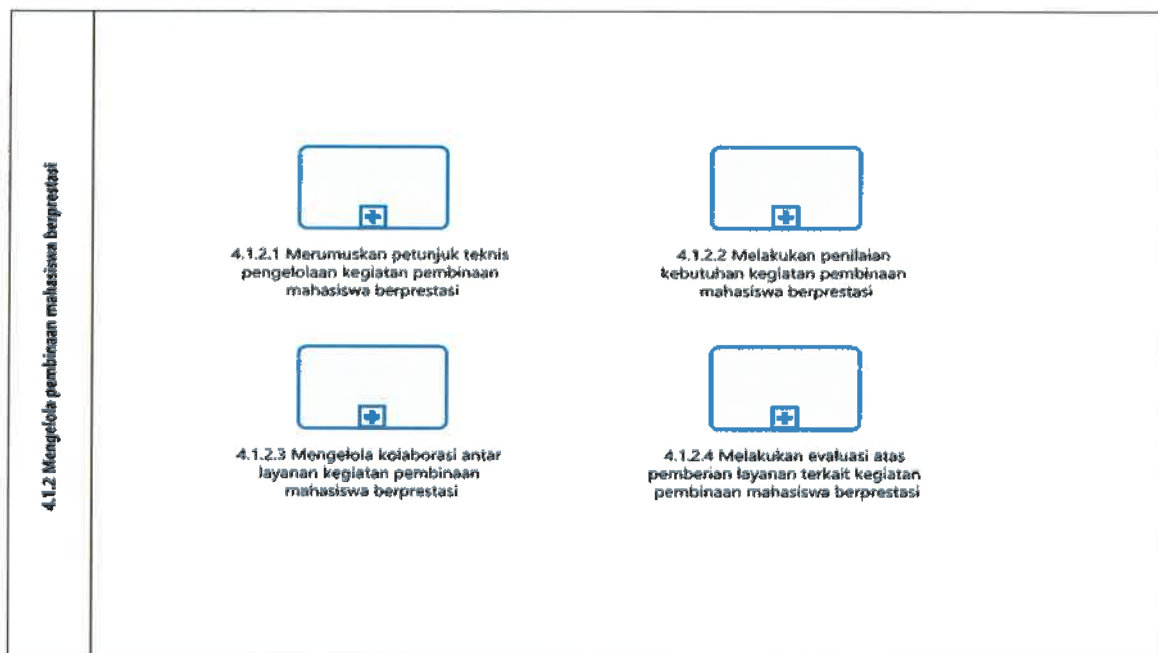 4.1.2 Mengelola pembinaan mahasiswa berprestasi
4.1.2.1 Merumuskan petunjuk teknis
pengelolaan kegiatan pembinaan
mahasiswa berprestasi
4.1.2.2 Melakukan penilaian
kebutuhan kegiatan pembinaan
mahasiswa berprestasi
4.1.2.3 Mengelola kolaborasi antar
layanan kegiatan pembinaan
mahasiswa berprestasi
4.1.2.4 Melakukan evaluasi atas
pemberian layanan terkait kegiatan
pembinaan mahasiswa berprestasi